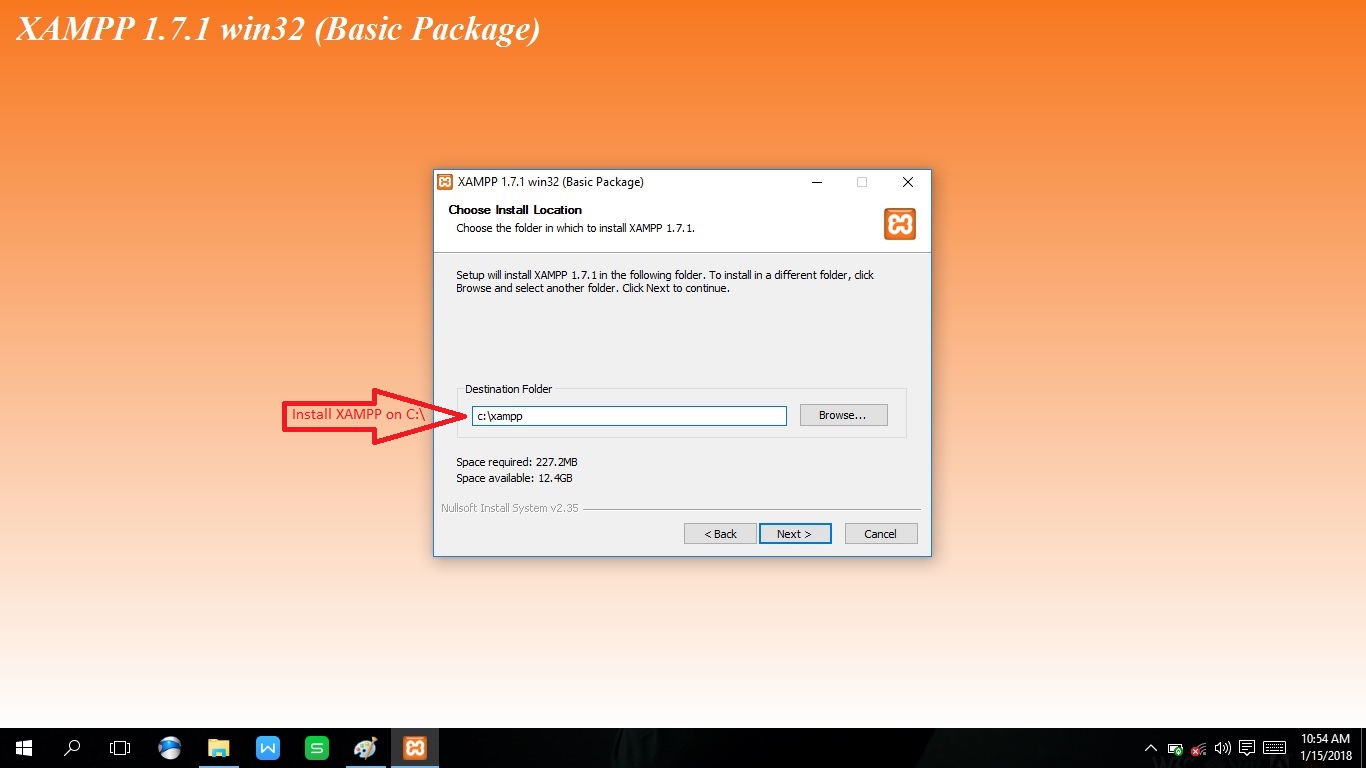 XAMPP 1.7.1 win32 (Basic Package)
XAMPP 1.7.1 win32 (Basic Package)
Choose Install Location
Choose the folder in which to install XAMPP 1.7.1.
Setup will install XAMPP 1.7.1 in the following folder. To install in a different folder, click
Browse and select another folder. Click Next to continue.
Destination Folder
Install XAMPP on C:\
c:\xampp
Browse...
Space required: 227.2MB
Space available: 12.4GB
Nullsoft Install System v2.35
< Back
Next >
Cancel
W
S
10:54 AM
1/15/2018